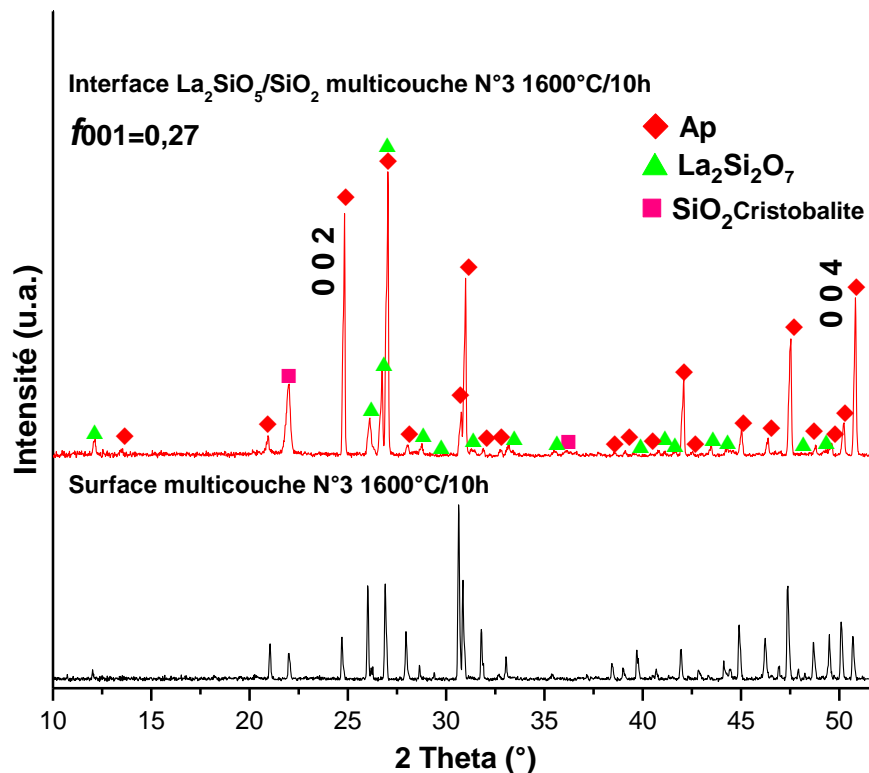 Interface La₂SiO₅/SiO₂ multicouche N°3 1600°C/10h
f001=0,27
Ap
La₂Si₂O₇
SiO₂Cristobalite
0 0 2
0 0 4
Intensité (u.a.)
Surface multicouche N°3 1600°C/10h
10 15 20 25 30 35 40 45 50
2 Theta (°)